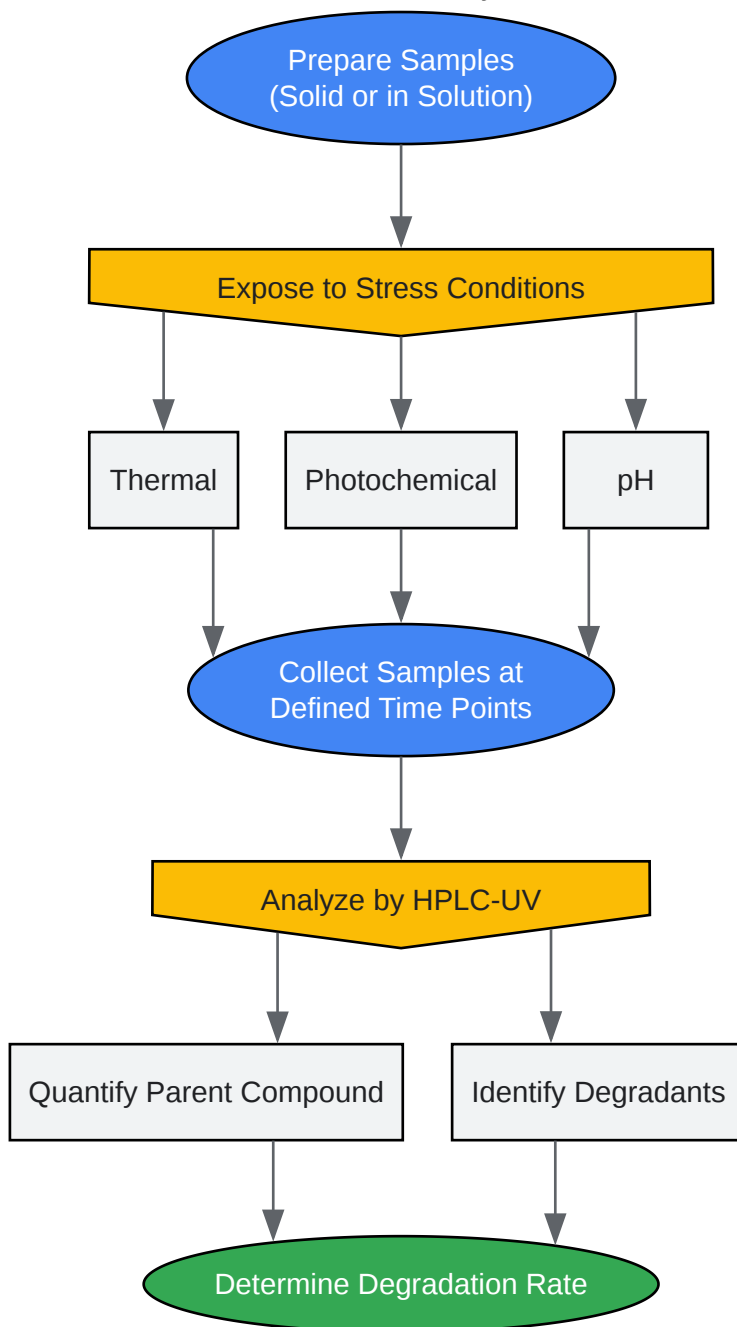 Prepare Samples
(Solid or in Solution)
Expose to Stress Conditions
Thermal
Photochemical
pH
Collect Samples at
Defined Time Points
Analyze by HPLC-UV
Quantify Parent Compound
Identify Degradants
Determine Degradation Rate